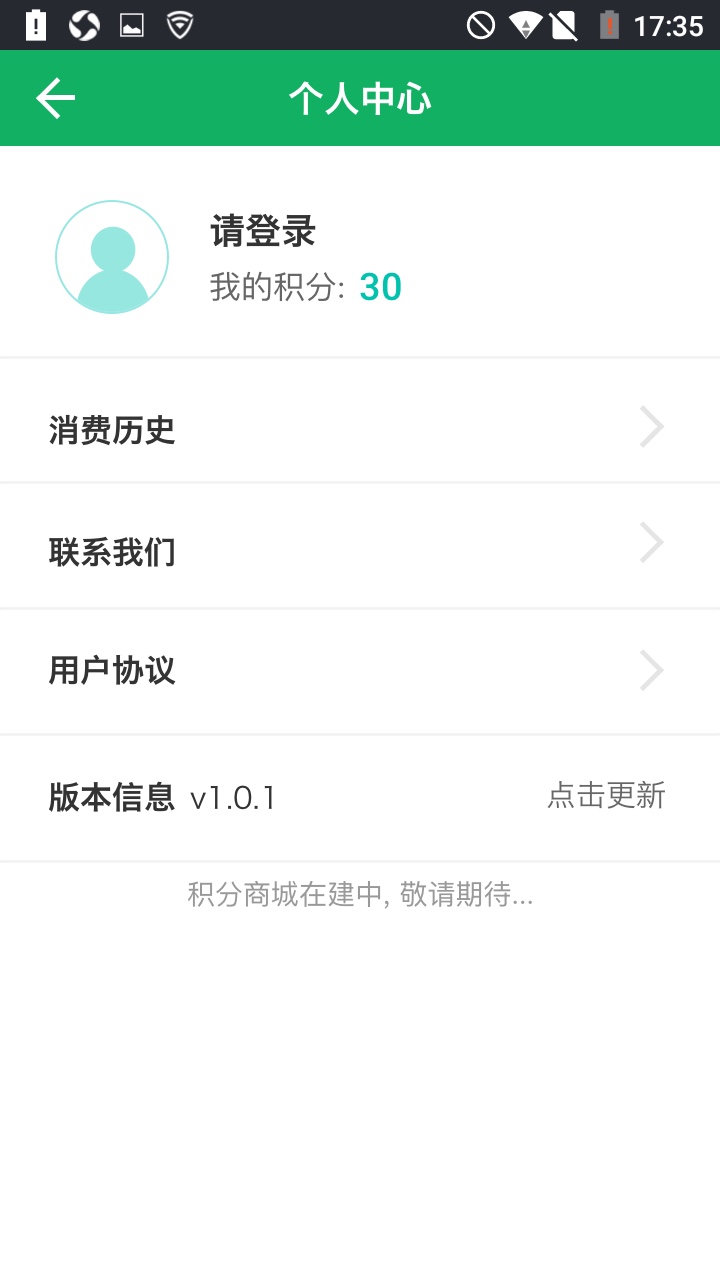 17:35
个人中心
请登录
我的积分: 30
消费历史
联系我们
用户协议
版本信息 v1.0.1 点击更新
积分商城在建中, 敬请期待...